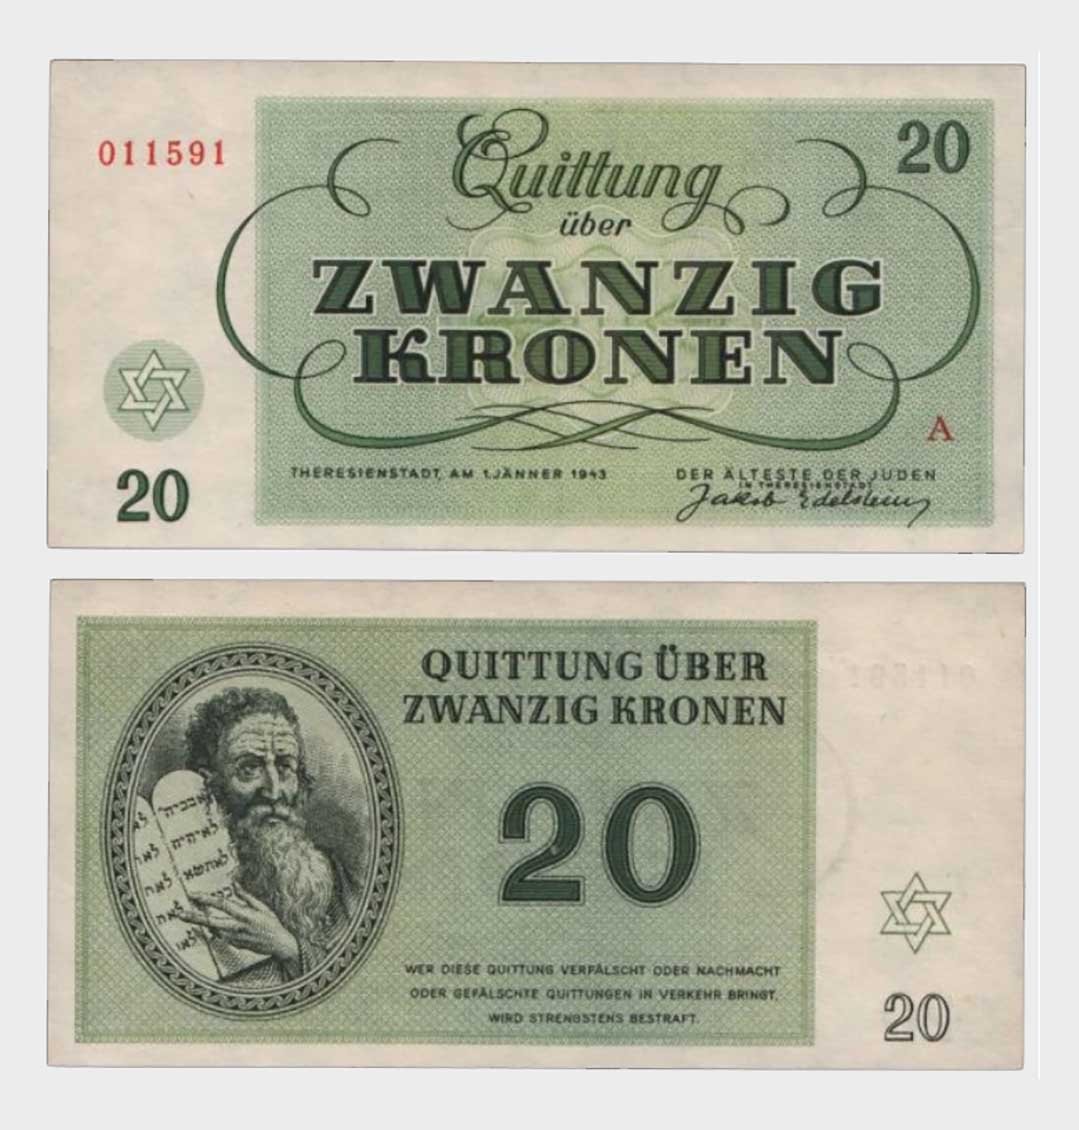 011591
20
Quittung
über
ZWANZIG
KRONEN
A
THERESIENSTADT, AM 1. JÄNNER 1943
DER ÄLTESTE DER JUDEN
IN THERESIENSTADT
Jakob Edelstein
20
QUITTUNG ÜBER
ZWANZIG KRONEN
20
WER DIESE QUITTUNG VERFÄLSCHT ODER NACHMACHT
ODER GEFÄLSCHTE QUITTUNGEN IN VERKEHR BRINGT,
WIRD STRENGSTENS BESTRAFT.
20